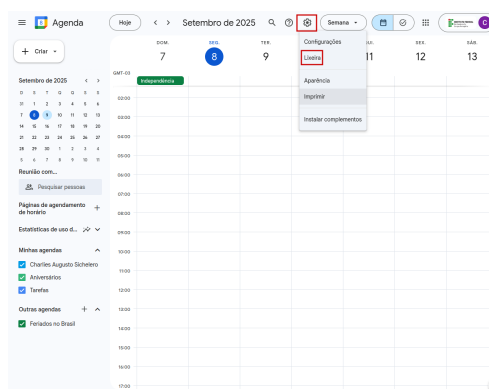 Agenda
Hoje
Setembro de 2025
Semana
Criar
Configurações
Lixeira
Aparência
Imprimir
Instalar complementos
DOM. SEG. TER. QUI. SEX. SÁB.
7 8 9 11 12 13
GMT-03
Independência
Setembro de 2025
D S T Q Q S S
31 1 2 3 4 5 6
7 8 9 10 11 12 13
14 15 16 17 18 19 20
21 22 23 24 25 26 27
28 29 30 1 2 3 4
5 6 7 8 9 10 11
Reunião com...
Pesquisar pessoas
Páginas de agendamento
de horário
Estatísticas de uso d...
Minhas agendas
Charlles Augusto Sichelero
Aniversários
Tarefas
Outras agendas
Feriados no Brasil
02:00
03:00
04:00
05:00
06:00
07:00
08:00
09:00
10:00
11:00
12:00
13:00
14:00
15:00
16:00
17:00